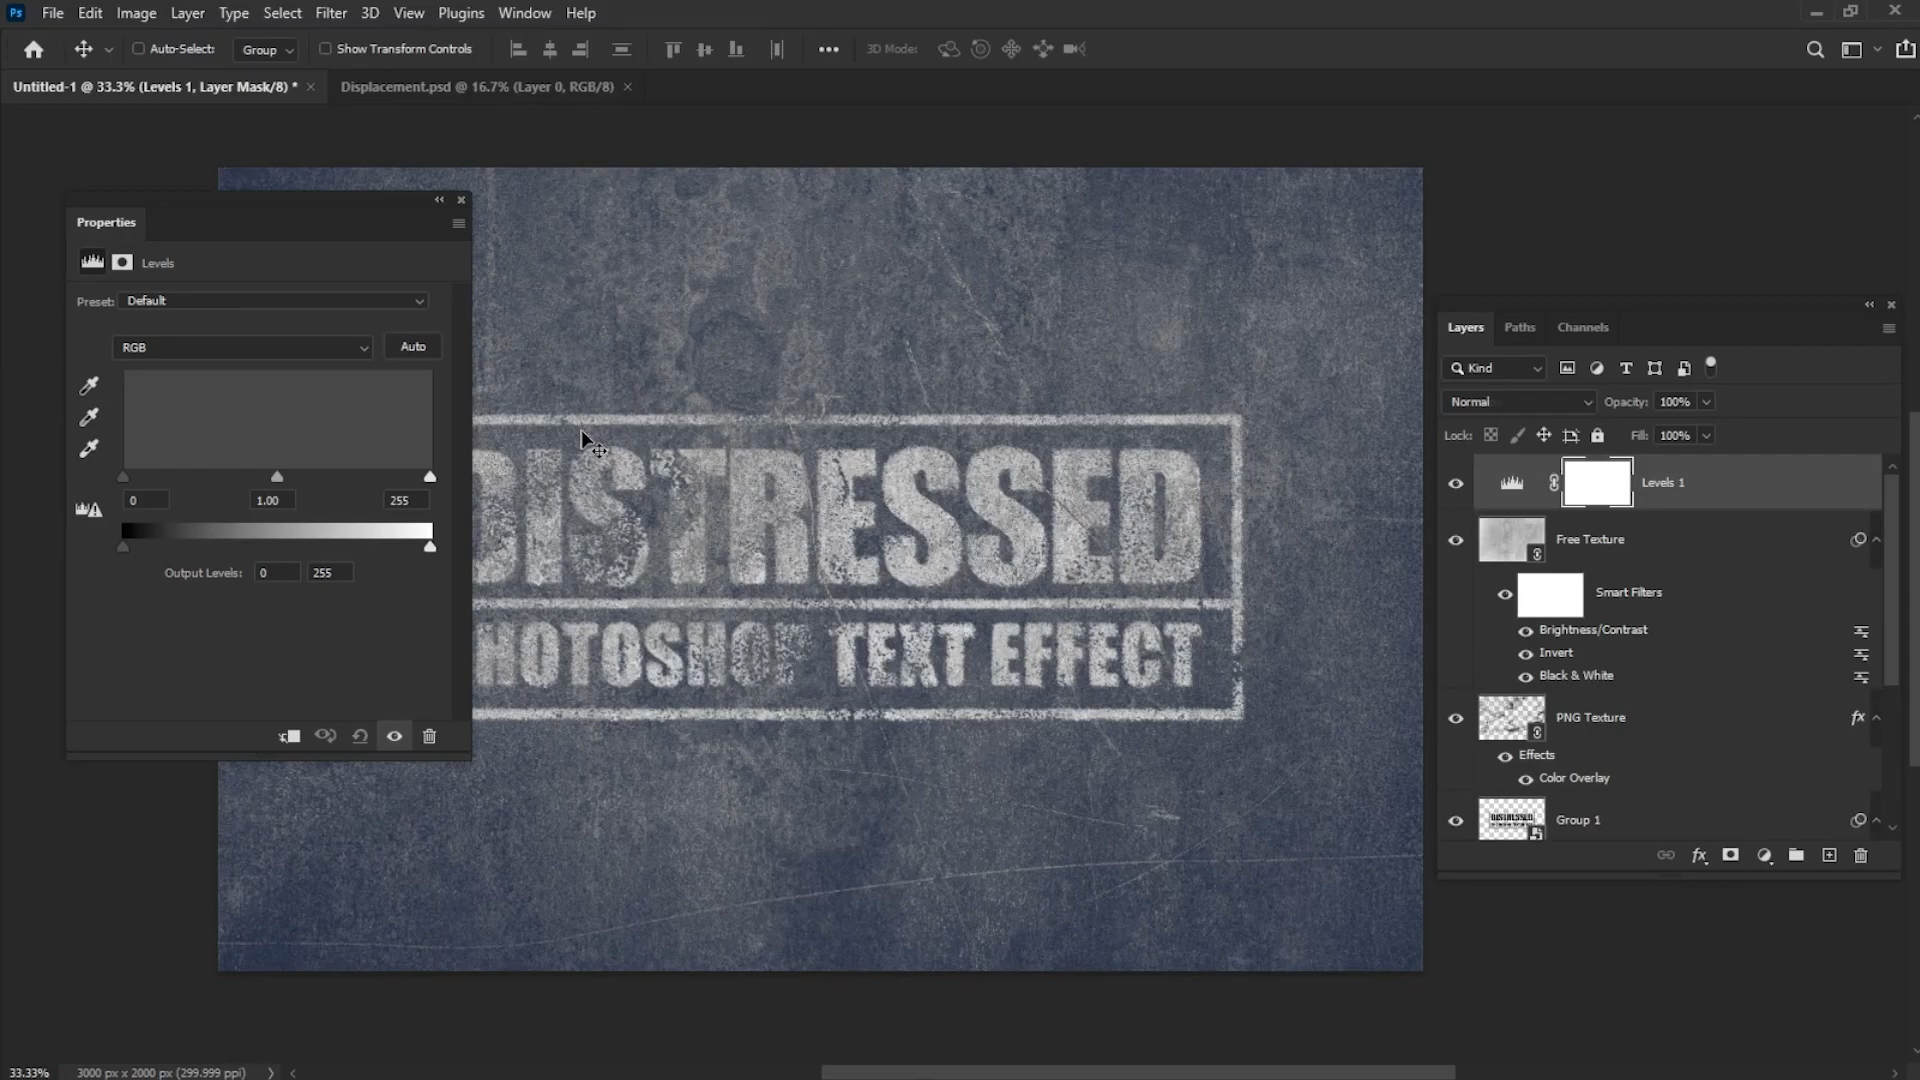 Ps File Edit Image Layer Type Select Filter 3D View Plugins Window Help
Auto-Select: Group Show Transform Controls 3D Mode:
Untitled-1 @ 33.3% (Levels 1, Layer Mask/8) * Displacement.psd @ 16.7% (Layer 0, RGB/8)
Properties
Levels
Preset: Default
RGB Auto
0 1.00 255
Output Levels: 0 255
DISTRESSED
HOTOSHOP TEXT EFFECT
Layers Paths Channels
Kind
Normal Opacity: 100%
Lock: Fill: 100%
Levels 1
Free Texture
Smart Filters
Brightness/Contrast
Invert
Black & White
PNG Texture fx
Effects
Color Overlay
DISTRESSED
Group 1
fx
33.33% 3000 px x 2000 px (299.999 ppi)